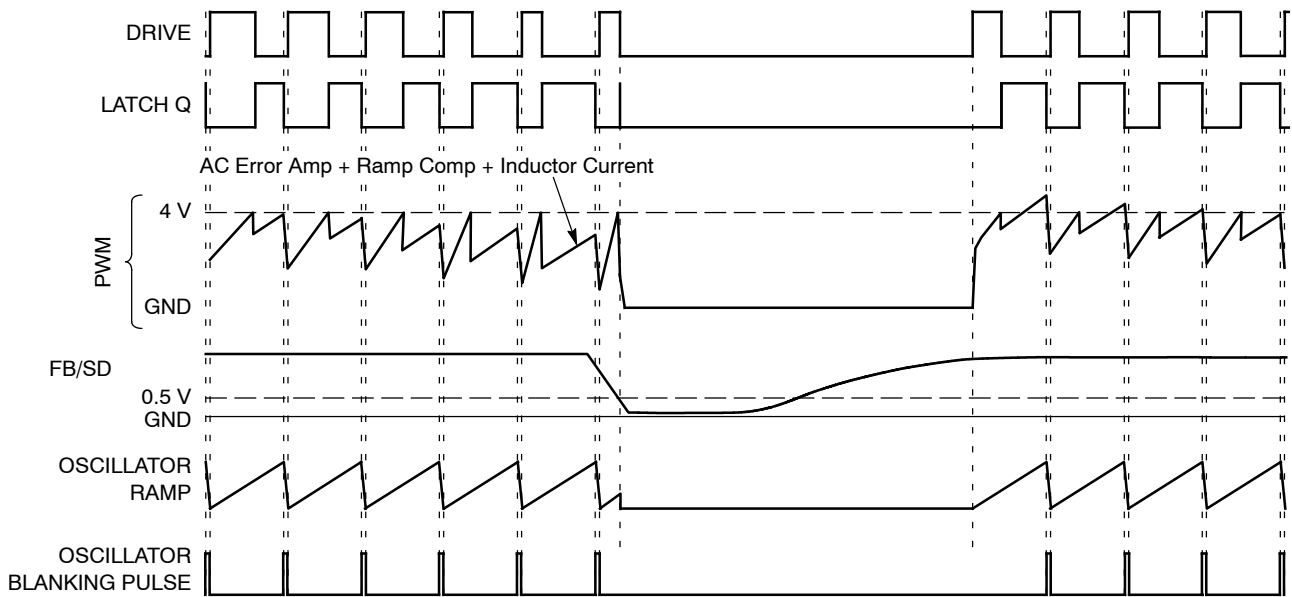 DRIVE
LATCH Q
AC Error Amp + Ramp Comp + Inductor Current
4 V
PWM
GND
FB/SD
0.5 V
GND
OSCILLATOR
RAMP
OSCILLATOR
BLANKING PULSE